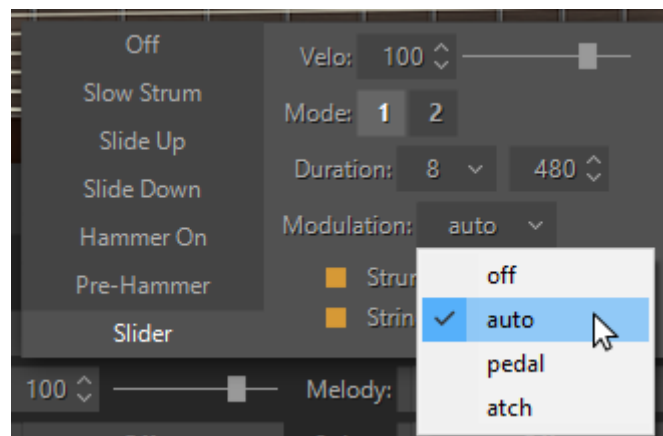 Off
Slow Strum
Slide Up
Slide Down
Hammer On
Pre-Hammer
Slider
Velo: 100
Mode: 1 2
Duration: 8 480
Modulation: auto
off
auto
pedal
atch
100 Melody: